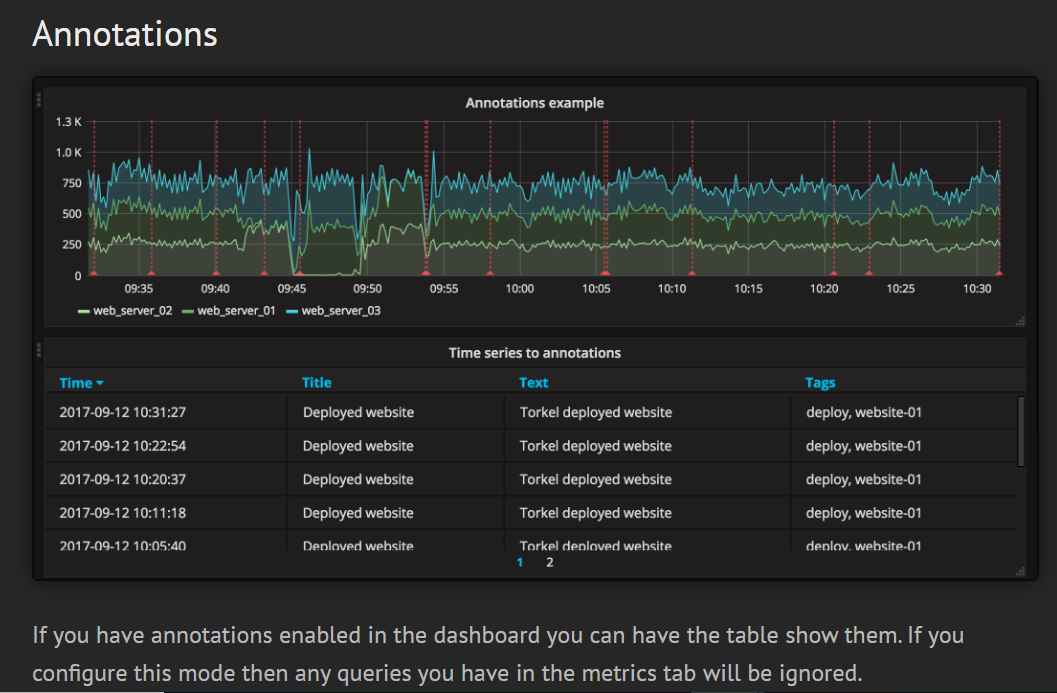 Annotations
Annotations example
1.3 K
1.0 K
750
500
250
0
09:35 09:40 09:45 09:50 09:55 10:00 10:05 10:10 10:15 10:20 10:25 10:30
web_server_02 web_server_01 web_server_03
Time series to annotations
Time Title Text Tags
2017-09-12 10:31:27 Deployed website Torkel deployed website deploy, website-01
2017-09-12 10:22:54 Deployed website Torkel deployed website deploy, website-01
2017-09-12 10:20:37 Deployed website Torkel deployed website deploy, website-01
2017-09-12 10:11:18 Deployed website Torkel deployed website deploy, website-01
2017-09-12 10:05:40 Deployed website Torkel deployed website deploy, website-01
1 2
If you have annotations enabled in the dashboard you can have the table show them. If you
configure this mode then any queries you have in the metrics tab will be ignored.